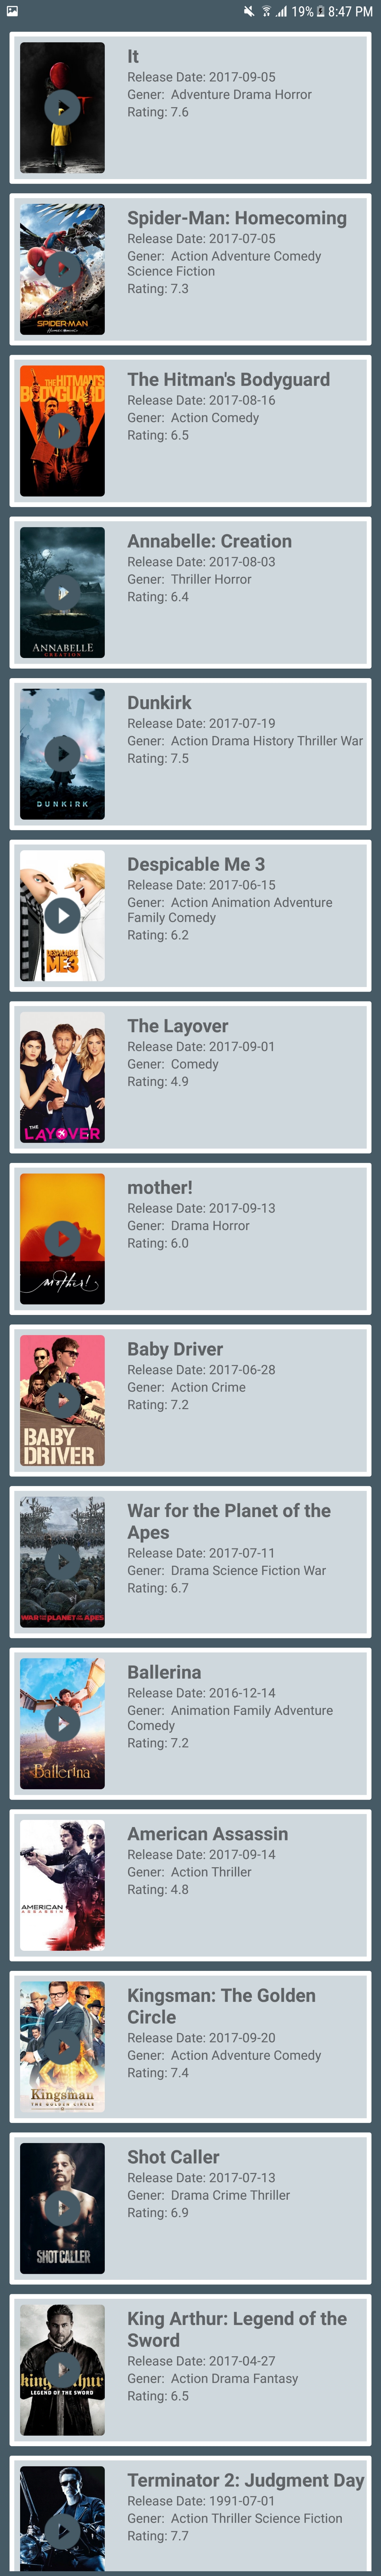 19% 8:47 PM
It
Release Date: 2017-09-05
Gener: Adventure Drama Horror
Rating: 7.6
Spider-Man: Homecoming
Release Date: 2017-07-05
Gener: Action Adventure Comedy
Science Fiction
Rating: 7.3
SPIDER-MAN
HOMECOMING
The Hitman's Bodyguard
Release Date: 2017-08-16
Gener: Action Comedy
Rating: 6.5
THE HITMAN'S
BODYGUARD
Annabelle: Creation
Release Date: 2017-08-03
Gener: Thriller Horror
Rating: 6.4
ANNABELLE
CREATION
Dunkirk
Release Date: 2017-07-19
Gener: Action Drama History Thriller War
Rating: 7.5
DUNKIRK
Despicable Me 3
Release Date: 2017-06-15
Gener: Action Animation Adventure
Family Comedy
Rating: 6.2
DESPICABLE
ME3
The Layover
Release Date: 2017-09-01
Gener: Comedy
Rating: 4.9
THE
LAYOVER
mother!
Release Date: 2017-09-13
Gener: Drama Horror
Rating: 6.0
mother!
Baby Driver
Release Date: 2017-06-28
Gener: Action Crime
Rating: 7.2
BABY
DRIVER
War for the Planet of the
Apes
Release Date: 2017-07-11
Gener: Drama Science Fiction War
Rating: 6.7
WAR FOR THE PLANET OF THE APES
Ballerina
Release Date: 2016-12-14
Gener: Animation Family Adventure
Comedy
Rating: 7.2
Ballerina
American Assassin
Release Date: 2017-09-14
Gener: Action Thriller
Rating: 4.8
AMERICAN
ASSASSIN
Kingsman: The Golden
Circle
Release Date: 2017-09-20
Gener: Action Adventure Comedy
Rating: 7.4
Kingsman
THE GOLDEN CIRCLE
Shot Caller
Release Date: 2017-07-13
Gener: Drama Crime Thriller
Rating: 6.9
SHOT CALLER
King Arthur: Legend of the
Sword
Release Date: 2017-04-27
Gener: Action Drama Fantasy
Rating: 6.5
king arthur
LEGEND OF THE SWORD
Terminator 2: Judgment Day
Release Date: 1991-07-01
Gener: Action Thriller Science Fiction
Rating: 7.7